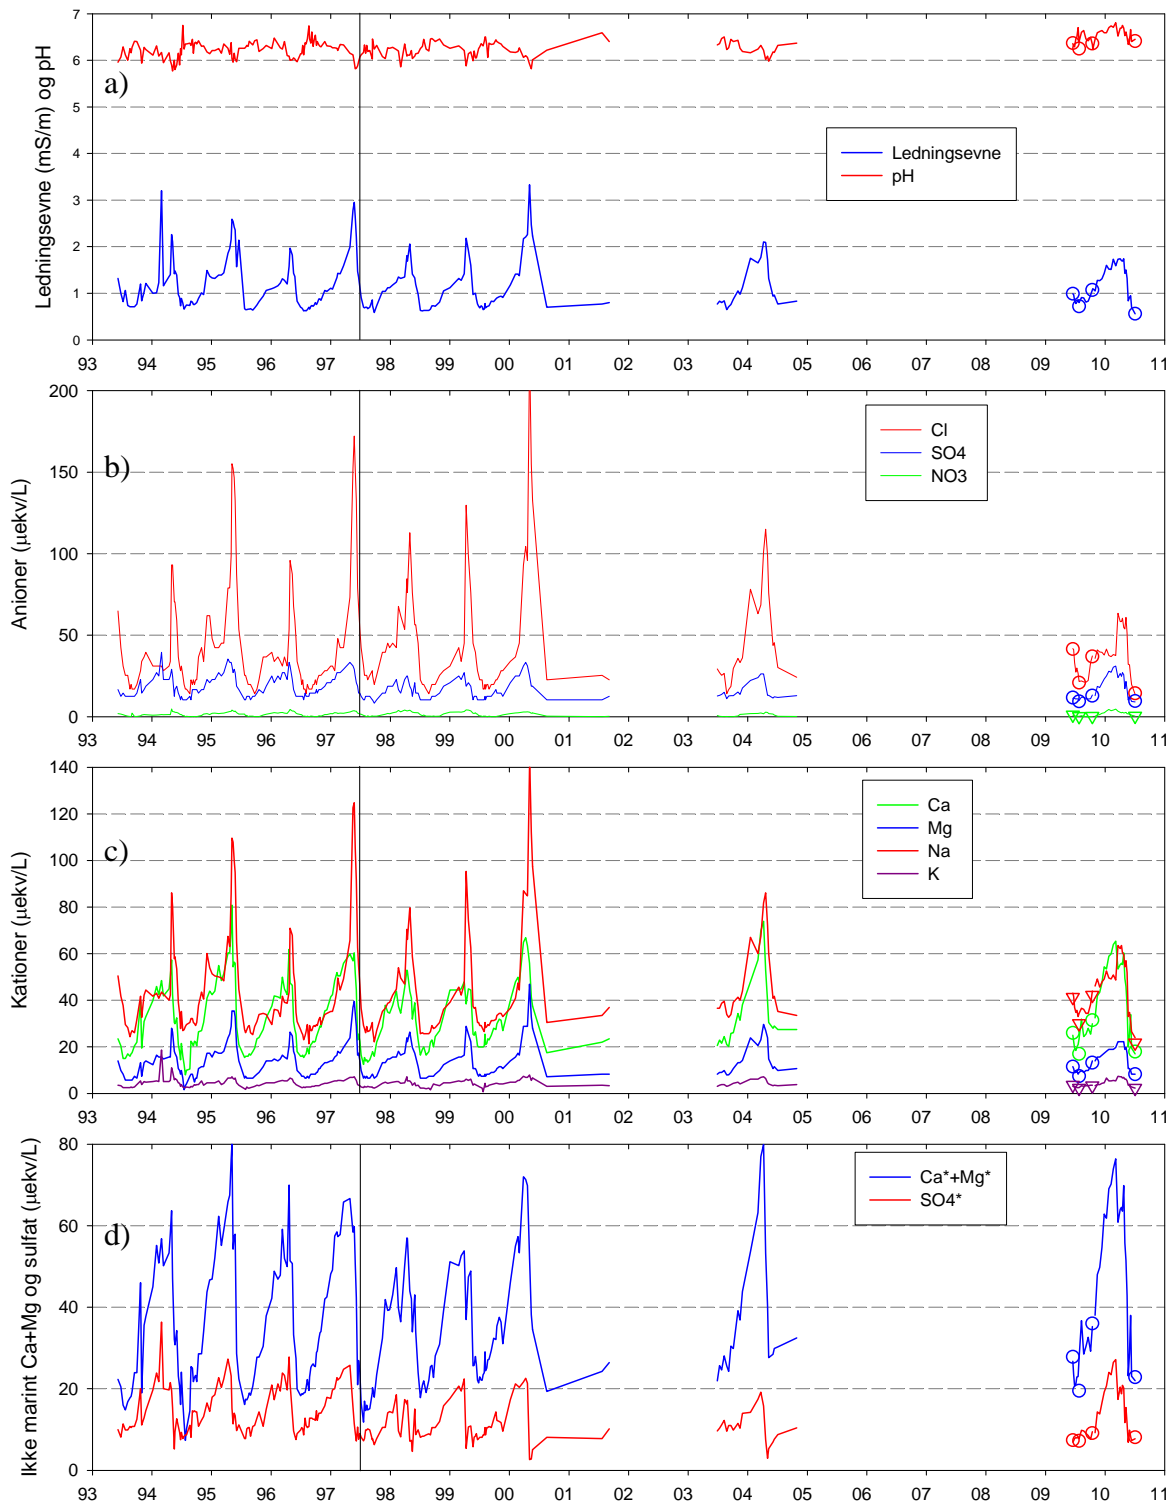 Ledningsevne (mS/m) og pH
7
6
5
4
3
2
1
0
a)
Ledningsevne
pH
93 94 95 96 97 98 99 00 01 02 03 04 05 06 07 08 09 10 11
Anioner (µekv/L)
200
150
100
50
0
b)
Cl
SO4
NO3
93 94 95 96 97 98 99 00 01 02 03 04 05 06 07 08 09 10 11
Kationer (µekv/L)
140
120
100
80
60
40
20
0
c)
Ca
Mg
Na
K
93 94 95 96 97 98 99 00 01 02 03 04 05 06 07 08 09 10 11
Ikke marint Ca+Mg og sulfat (µekv/L)
80
60
40
20
0
d)
Ca*+Mg*
SO4*
93 94 95 96 97 98 99 00 01 02 03 04 05 06 07 08 09 10 11